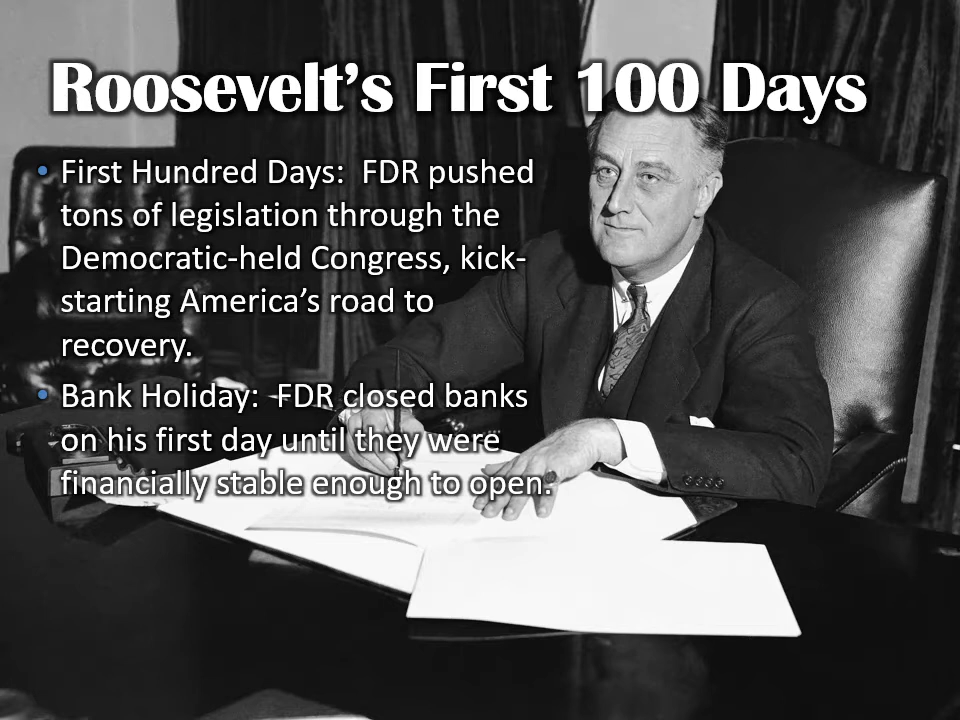 Roosevelt’s First 100 Days
• First Hundred Days:  FDR pushed
tons of legislation through the
Democratic-held Congress, kick-
starting America’s road to
recovery.
• Bank Holiday:  FDR closed banks
on his first day until they were
financially stable enough to open.